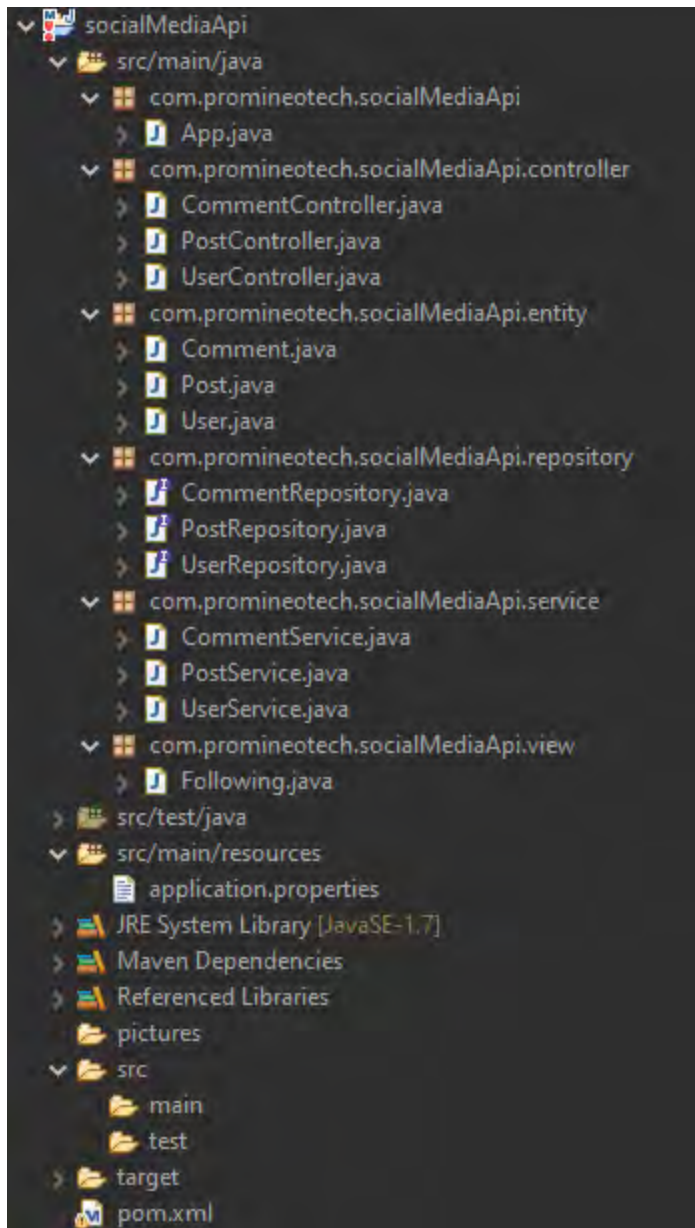 socialMediaApi
src/main/java
com.promineotech.socialMediaApi
App.java
com.promineotech.socialMediaApi.controller
CommentController.java
PostController.java
UserController.java
com.promineotech.socialMediaApi.entity
Comment.java
Post.java
User.java
com.promineotech.socialMediaApi.repository
CommentRepository.java
PostRepository.java
UserRepository.java
com.promineotech.socialMediaApi.service
CommentService.java
PostService.java
UserService.java
com.promineotech.socialMediaApi.view
Following.java
src/test/java
src/main/resources
application.properties
JRE System Library [JavaSE-1.7]
Maven Dependencies
Referenced Libraries
pictures
src
main
test
target
pom.xml